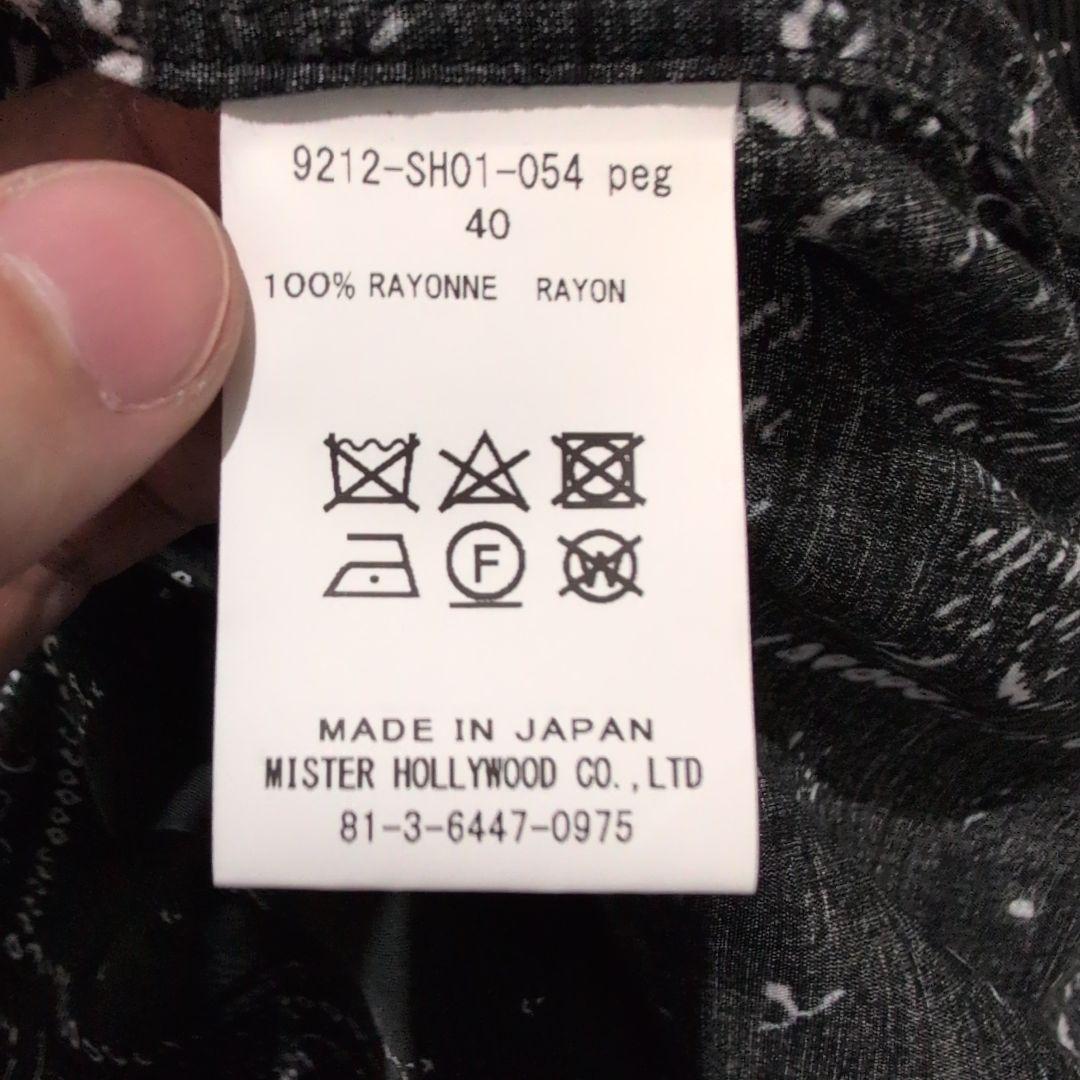 9212-SH01-054 peg
40
100% RAYONNE RAYON
F
W
MADE IN JAPAN
MISTER HOLLYWOOD CO.,LTD
81-3-6447-0975